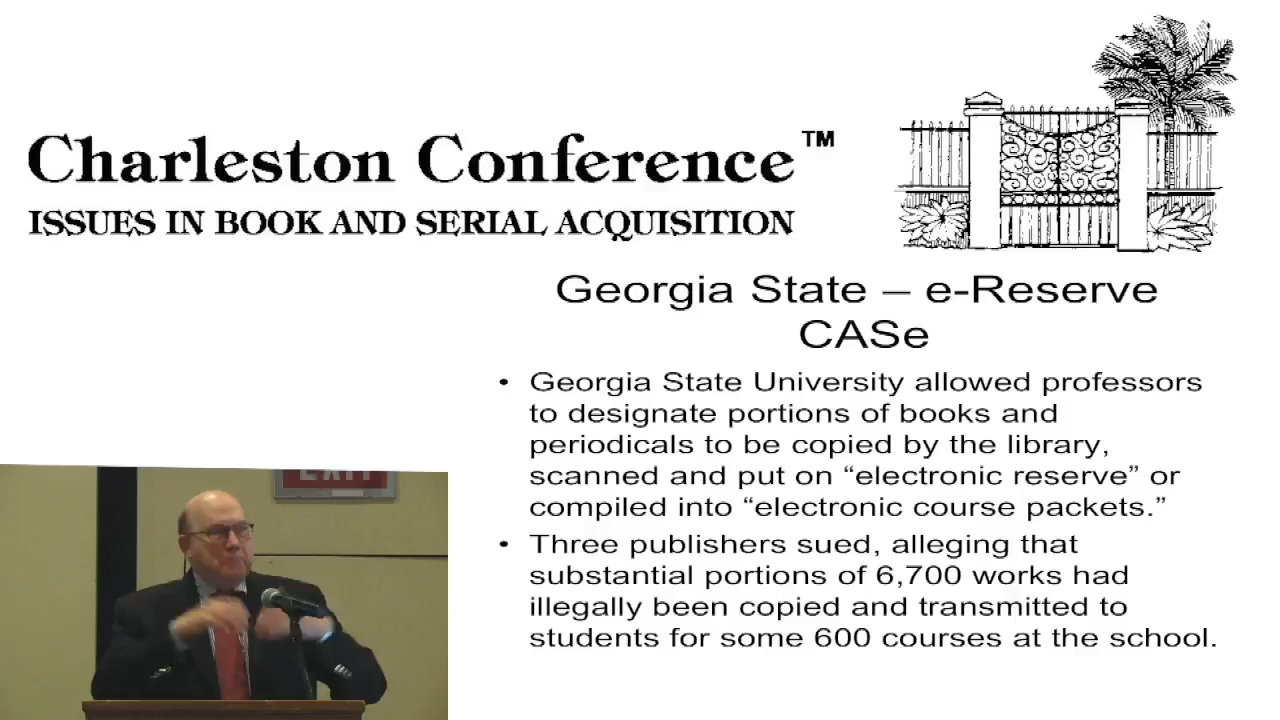 Charleston Conference™
ISSUES IN BOOK AND SERIAL ACQUISITION
Georgia State – e-Reserve
CASe
• Georgia State University allowed professors
to designate portions of books and
periodicals to be copied by the library,
scanned and put on “electronic reserve” or
compiled into “electronic course packets.”
• Three publishers sued, alleging that
substantial portions of 6,700 works had
illegally been copied and transmitted to
students for some 600 courses at the school.
EXIT